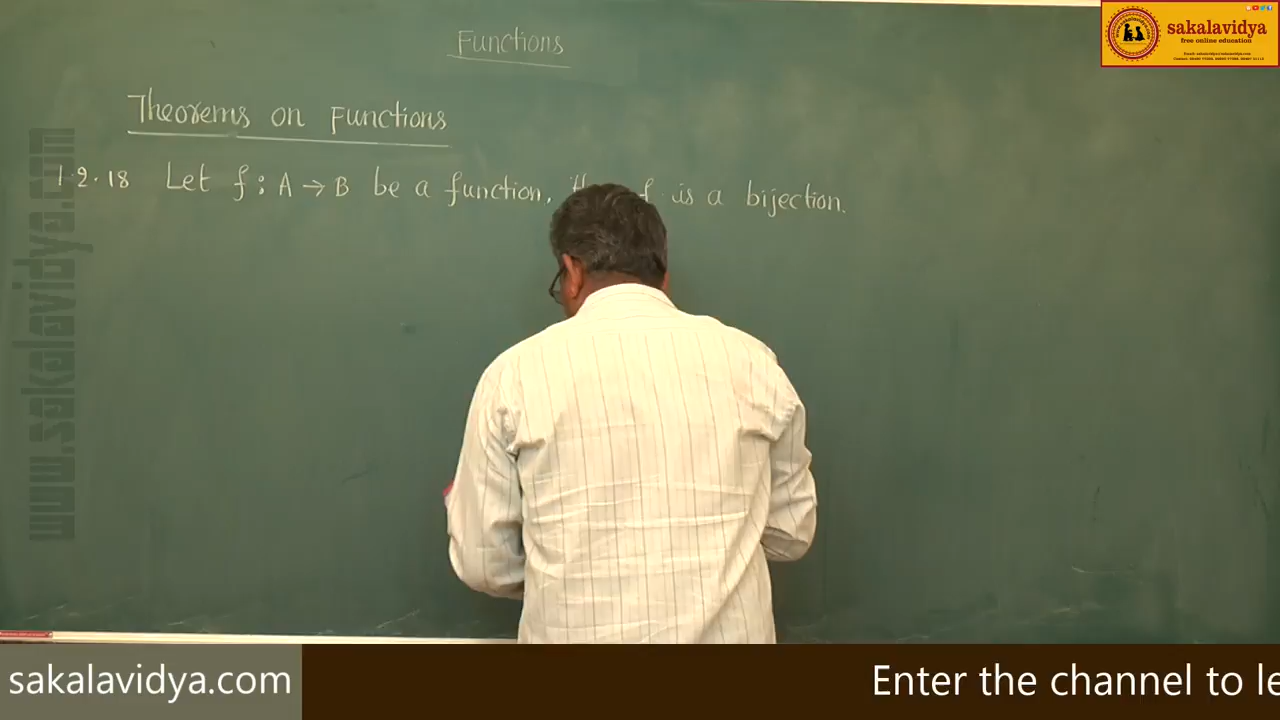 Functions
Theorems on Functions
1.2.18 Let f : A → B be a function, f is a bijection.
sakalavidya
free online education
www.sakalavidya.com
sakalavidya.com
Enter the channel to le